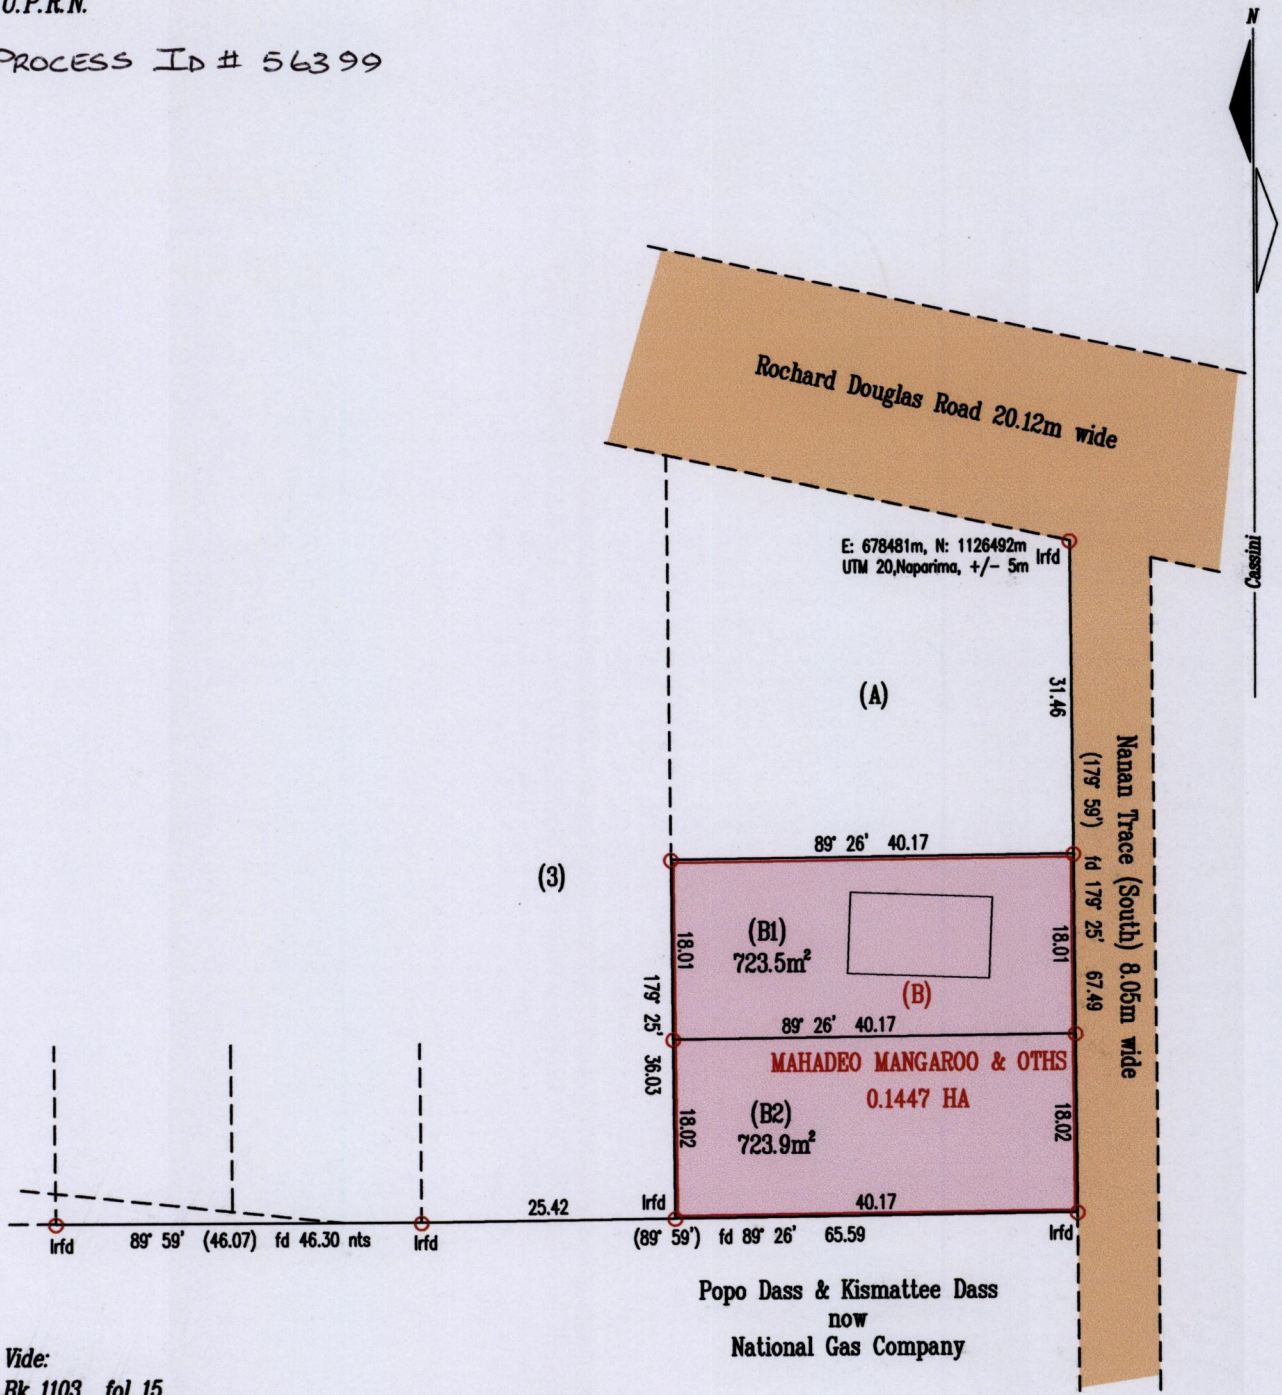 U.P.R.N.
PROCESS ID # 56399
N
Rochard Douglas Road 20.12m wide
E: 678481m, N: 1126492m
UTM 20,Naparima, +/- 5m
Irfd
Cassini
(A)
31.46
Nanan Trace (South) 8.05m wide
(179° 59') fd 179° 25' 67.49
89° 26' 40.17
(3)
(B1)
723.5m²
18.01
18.01
(B)
179° 25' 36.03
89° 26' 40.17
MAHADEO MANGAROO & OTHS
0.1447 HA
(B2)
723.9m²
18.02
18.02
Irfd
25.42
40.17
Irfd
89° 59' (46.07) fd 46.30 nts
Irfd
(89° 59') fd 89° 26' 65.59
Irfd
Popo Dass & Kismattee Dass
now
National Gas Company
Vide:
Bk 1103 fol 15